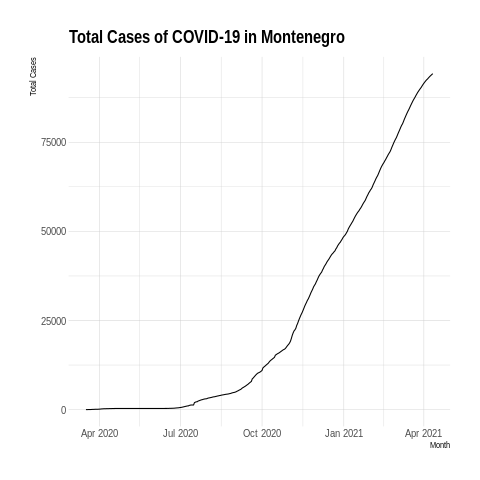 Total Cases of COVID-19 in Montenegro
Total Cases
75000
50000
25000
0
Apr 2020 Jul 2020 Oct 2020 Jan 2021 Apr 2021
Month